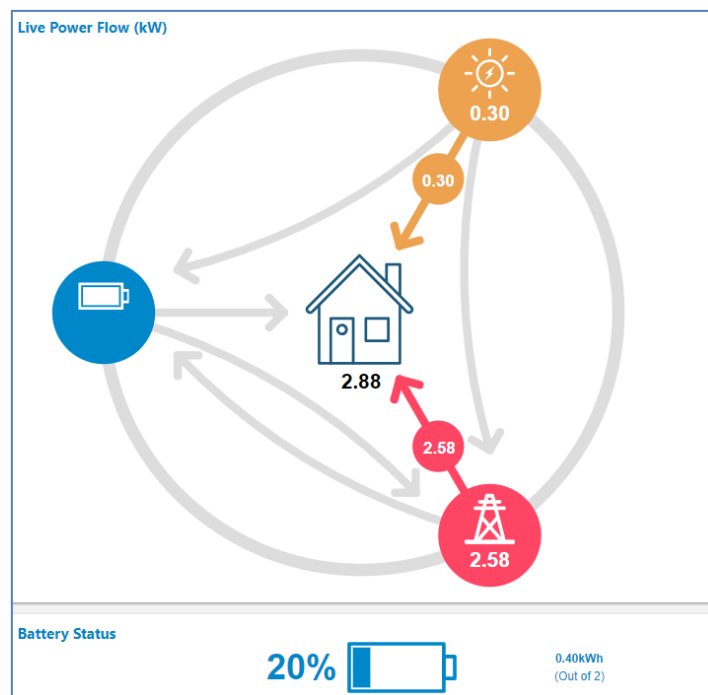 Live Power Flow (kW)
0.30
0.30
2.88
2.58
2.58
Battery Status
20%
0.40kWh
(Out of 2)